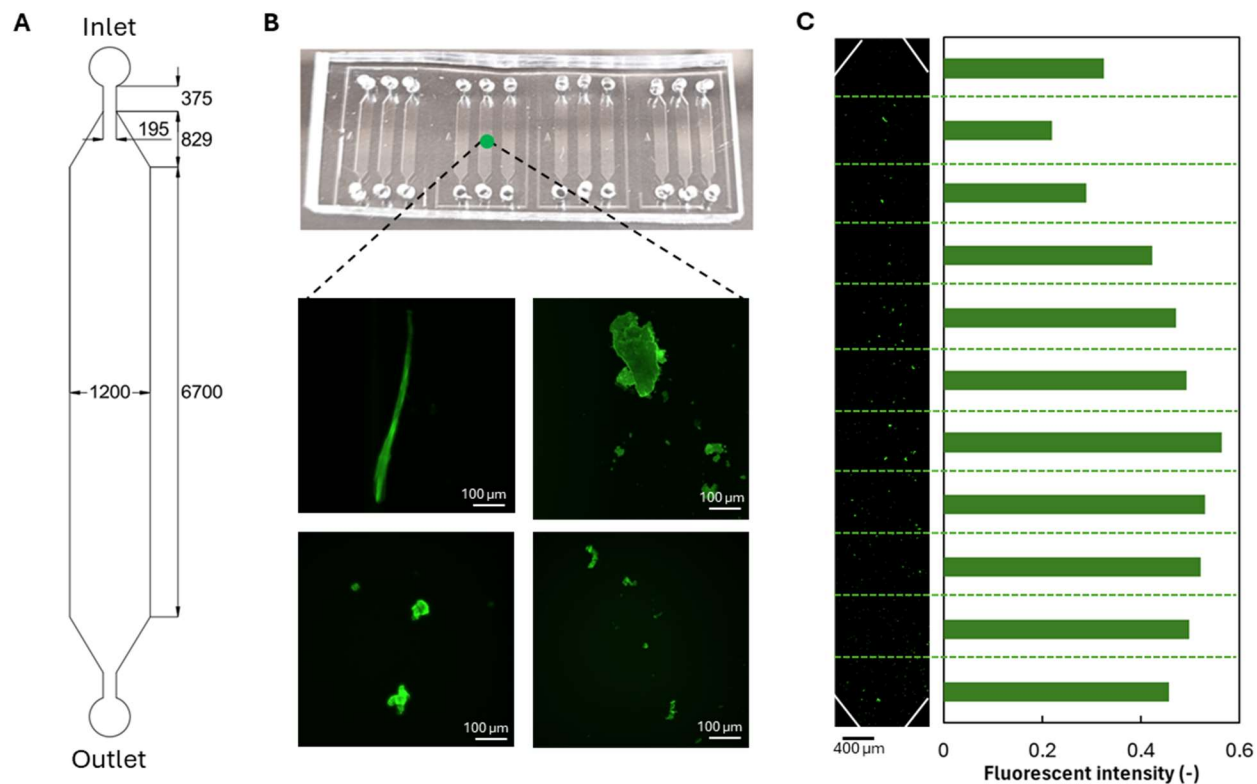 A
Inlet
375
195
829
1200
6700
Outlet
B
100 µm
100 µm
100 µm
100 µm
C
400 µm
0
0.2
0.4
0.6
Fluorescent intensity (-)